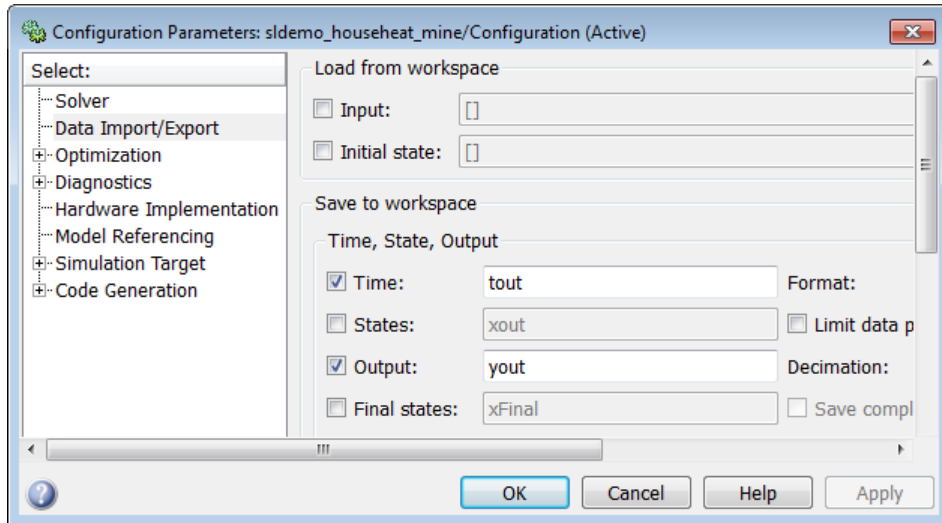 Configuration Parameters: sldemo_househeat_mine/Configuration (Active)
Select:
Solver
Data Import/Export
Optimization
Diagnostics
Hardware Implementation
Model Referencing
Simulation Target
Code Generation
Load from workspace
Input: []
Initial state: []
Save to workspace
Time, State, Output
Time: tout Format:
States: xout Limit data p
Output: yout Decimation:
Final states: xFinal Save compl
OK Cancel Help Apply